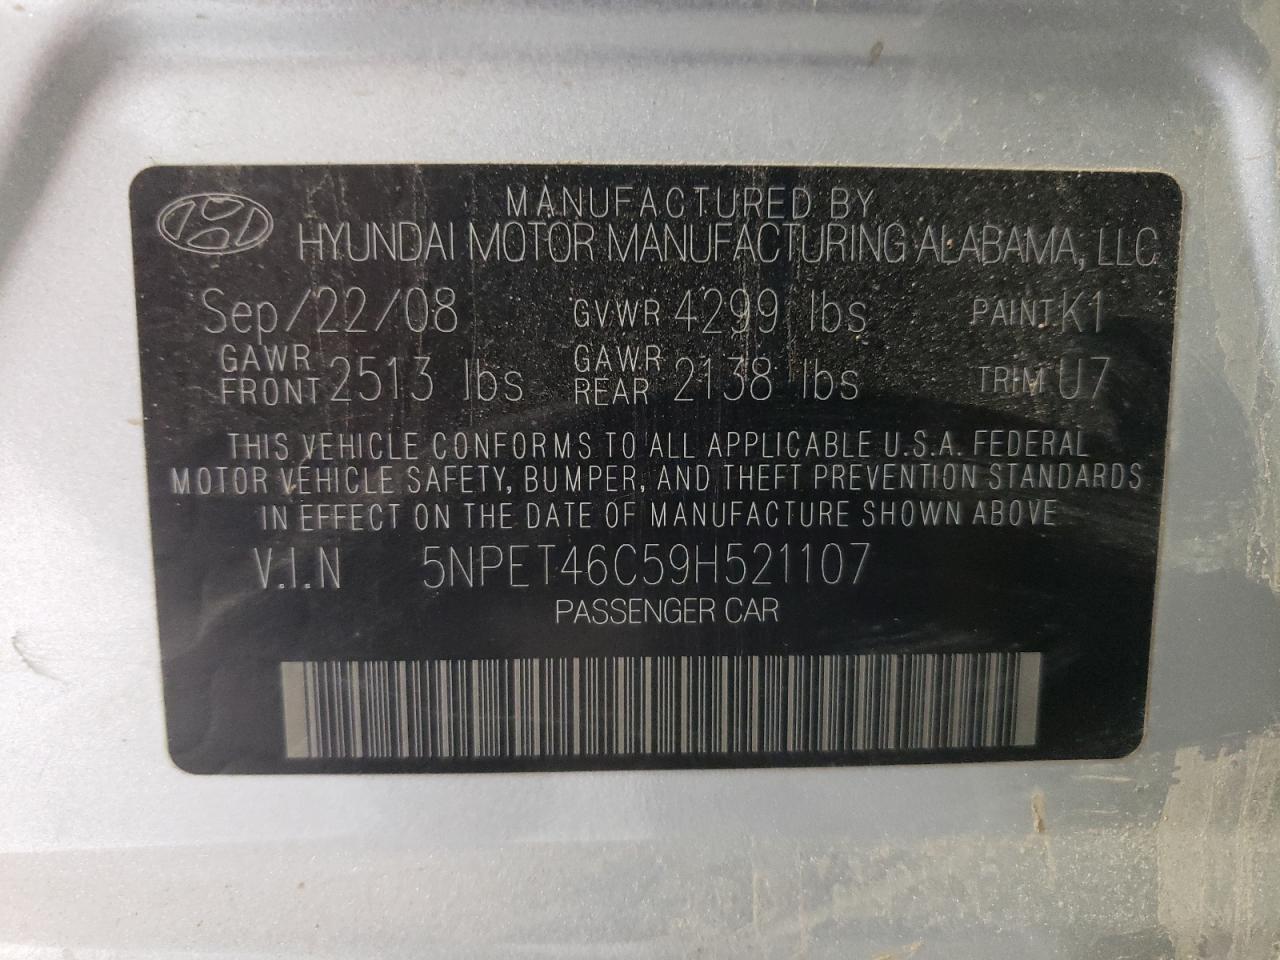 MANUFACTURED BY
HYUNDAI MOTOR MANUFACTURING ALABAMA, LLC
Sep/22/08 GVWR 4299 lbs PAINT K1
GAWR FRONT 2513 lbs GAWR REAR 2138 lbs TRIM U7
THIS VEHICLE CONFORMS TO ALL APPLICABLE U.S.A. FEDERAL
MOTOR VEHICLE SAFETY, BUMPER, AND THEFT PREVENTION STANDARDS
IN EFFECT ON THE DATE OF MANUFACTURE SHOWN ABOVE
V.I.N 5NPET46C59H521107
PASSENGER CAR